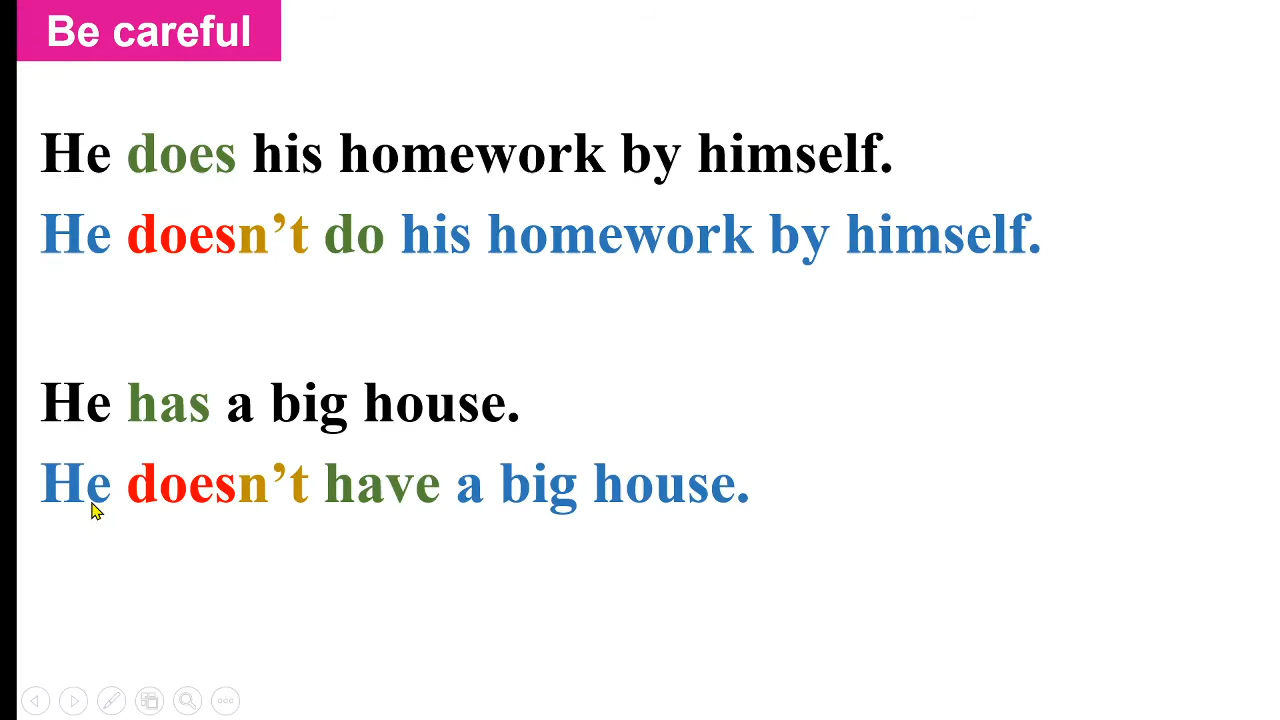 Be careful
He does his homework by himself.
He doesn’t do his homework by himself.
He has a big house.
He doesn’t have a big house.